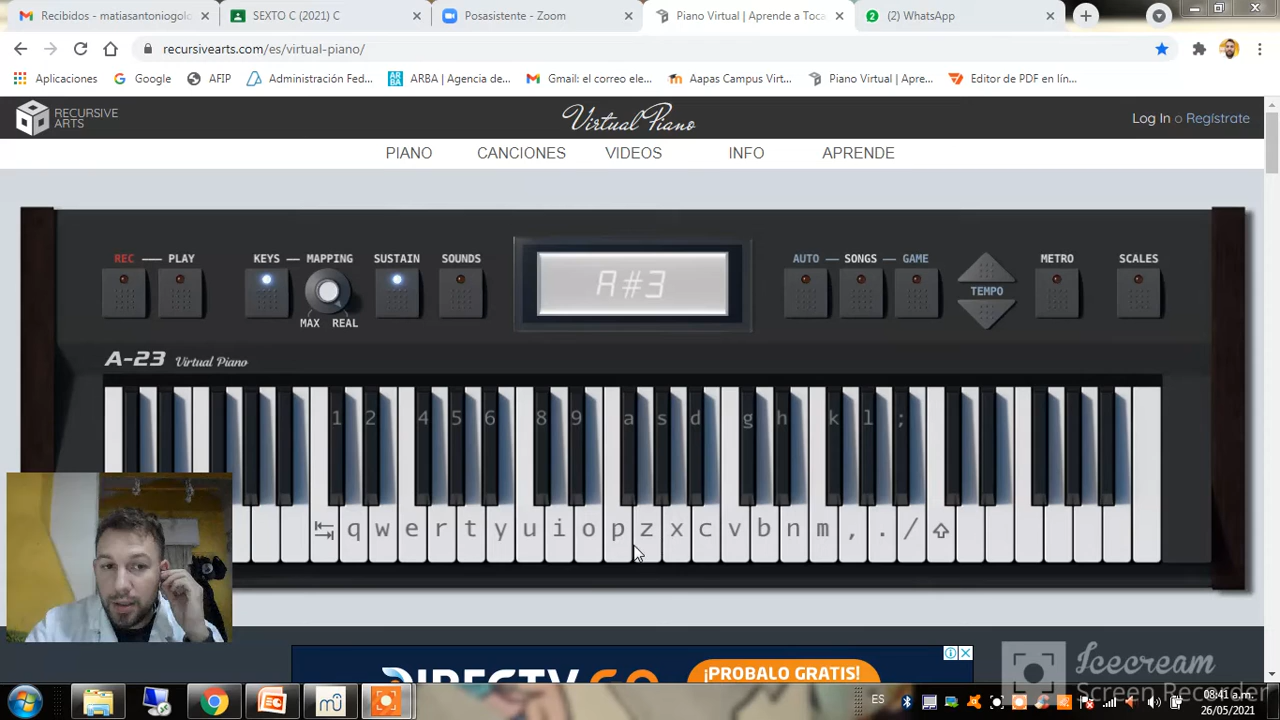 Recibidos - matiasantoniogol
SEXTO C (2021) C
Posasistente - Zoom
Piano Virtual | Aprende a Toca
2
(2) WhatsApp
recursivearts.com/es/virtual-piano/
Aplicaciones
Google
AFIP
Administración Fed...
ARBA | Agencia de...
Gmail: el correo ele...
Aapas Campus Virt...
Piano Virtual | Apre...
Editor de PDF en lín...
RECURSIVE
ARTS
Virtual Piano
Log In o Regístrate
PIANO
CANCIONES
VIDEOS
INFO
APRENDE
REC
PLAY
KEYS
MAPPING
SUSTAIN
SOUNDS
A#3
AUTO
SONGS
GAME
TEMPO
METRO
SCALES
MAX REAL
A-23 Virtual Piano
1 2 4 5 6 8 9 a s d g h k l ;
q w e r t y u i o p z x c v b n m , . /
DIRECTV GO
¡PROBALO GRATIS!
Icecream
Screen Recorder
ES
08:41 a.m.
26/05/2021